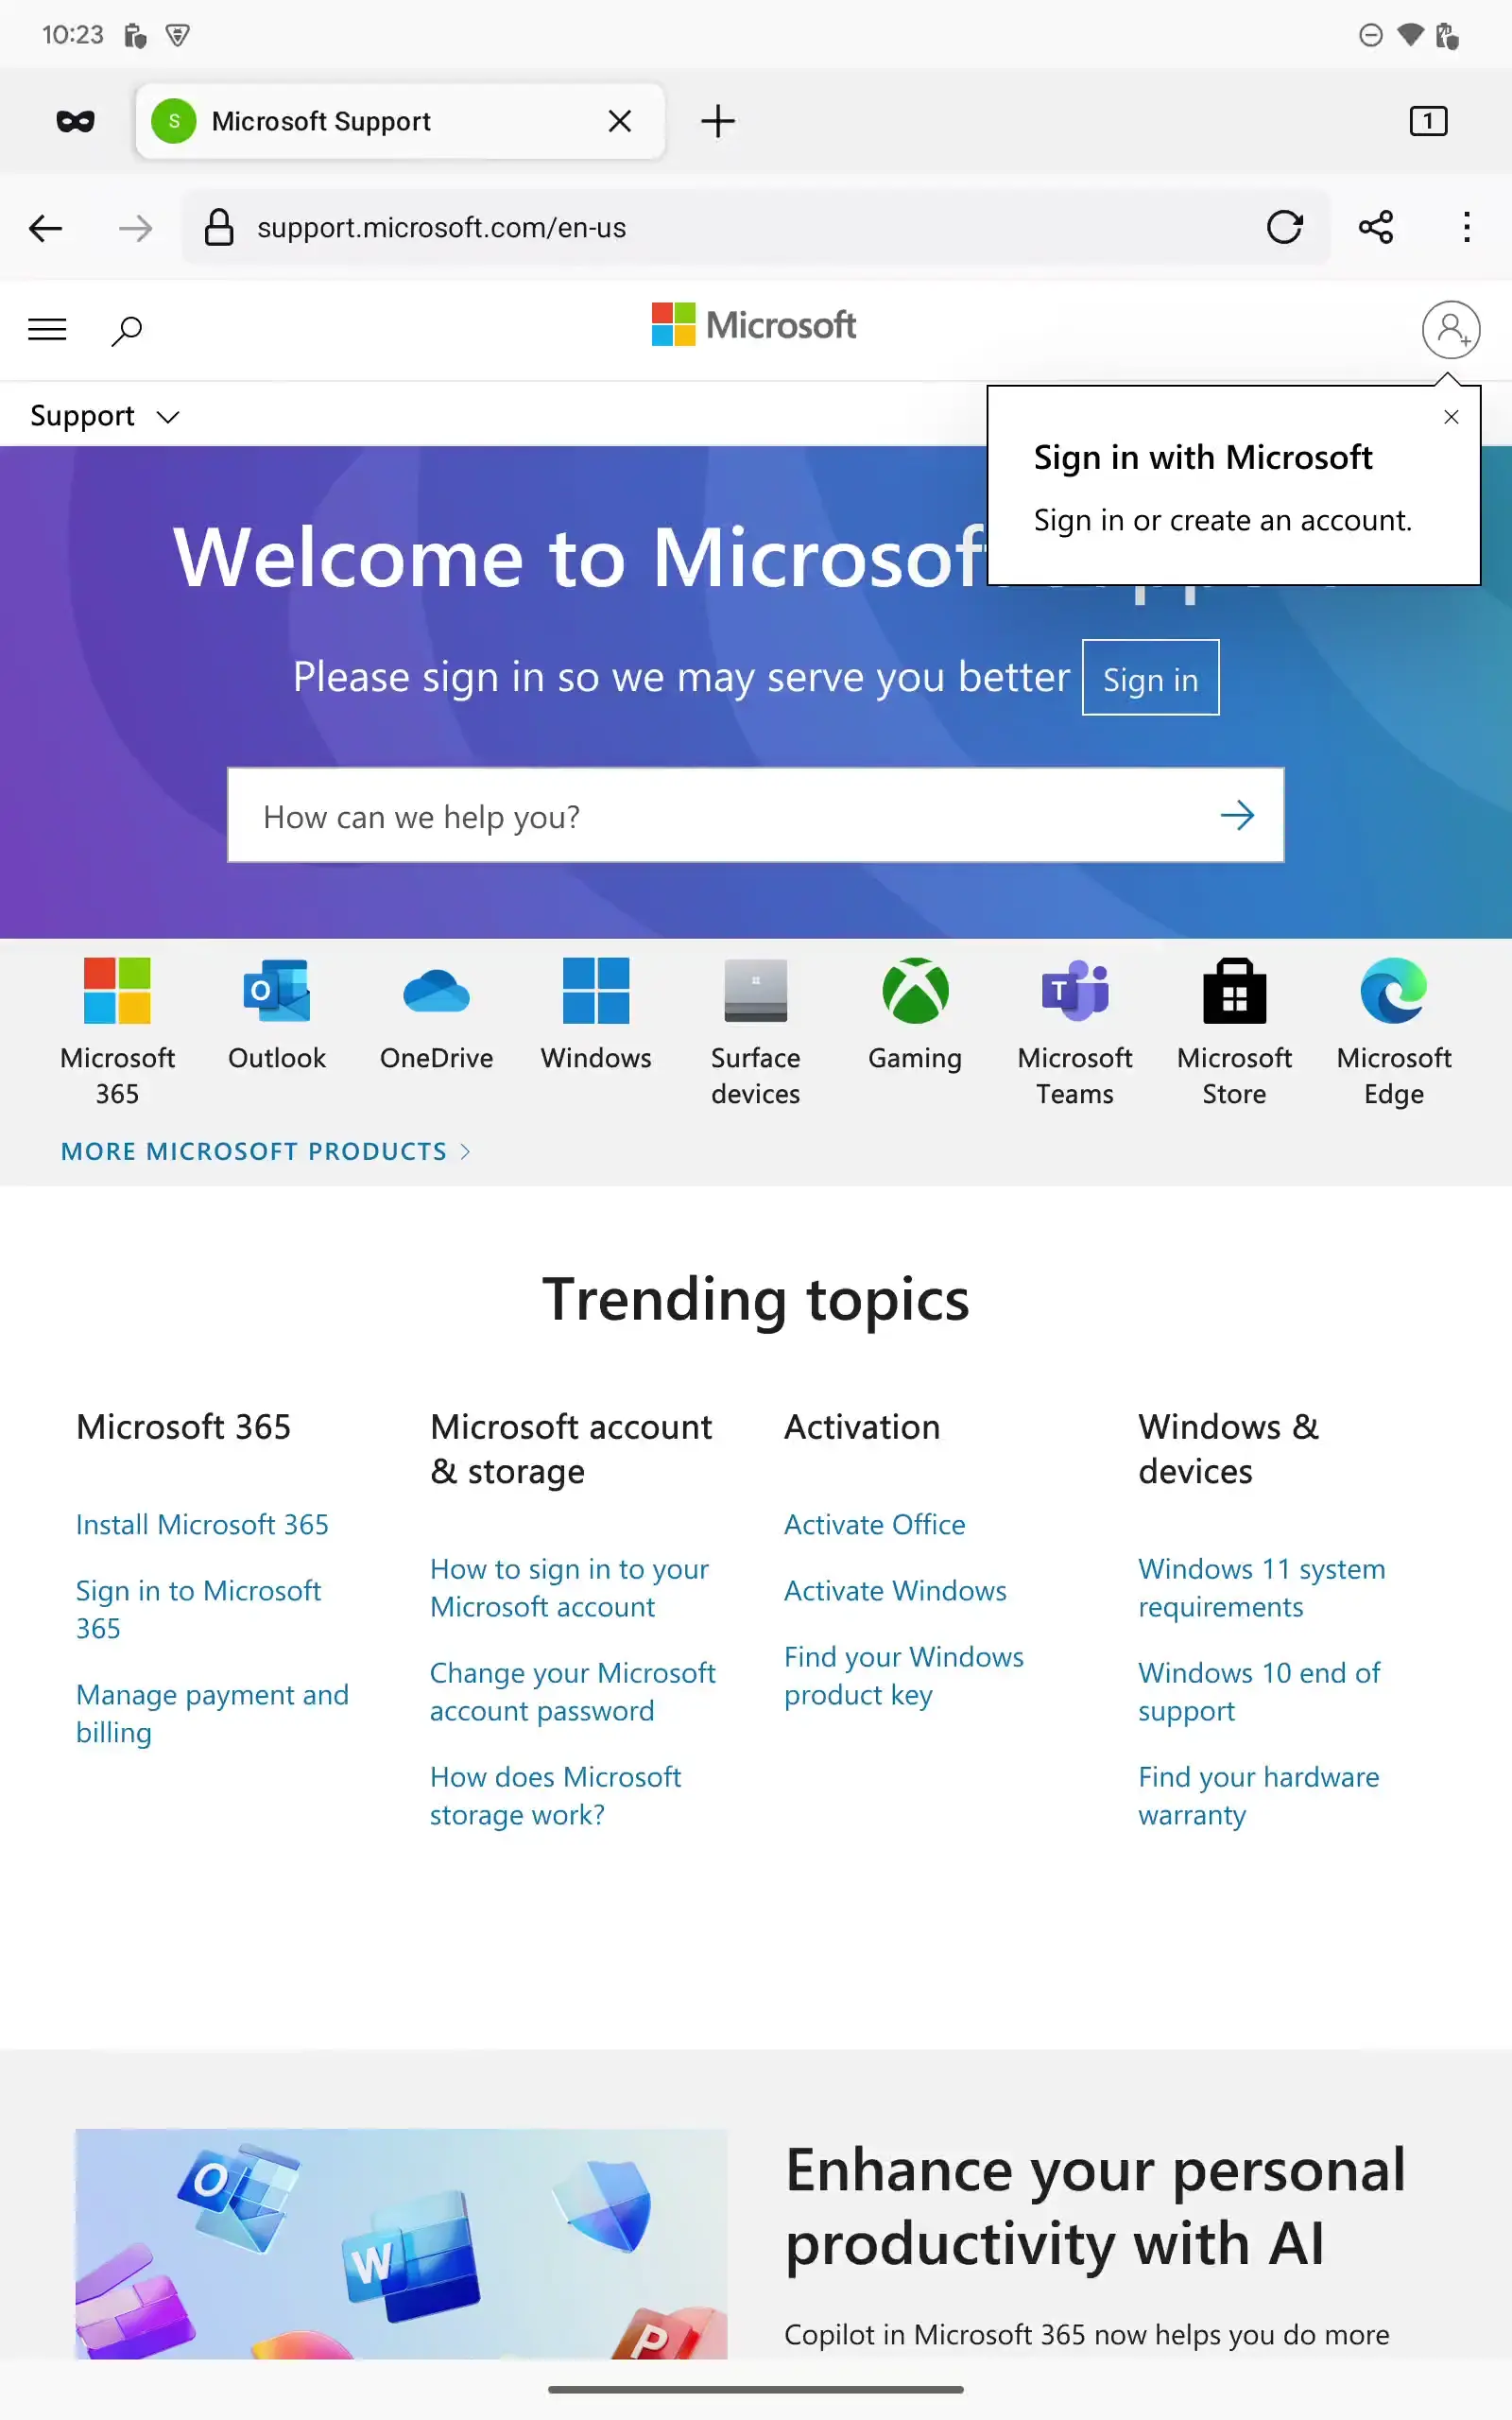 10:23
S
Microsoft Support
1
support.microsoft.com/en-us
Microsoft
Support
Sign in with Microsoft
Sign in or create an account.
Welcome to Microsoft
Please sign in so we may serve you better
Sign in
How can we help you?
Microsoft
365
Outlook
OneDrive
Windows
Surface
devices
Gaming
Microsoft
Teams
Microsoft
Store
Microsoft
Edge
MORE MICROSOFT PRODUCTS
Trending topics
Microsoft 365
Install Microsoft 365
Sign in to Microsoft
365
Manage payment and
billing
Microsoft account
& storage
How to sign in to your
Microsoft account
Change your Microsoft
account password
How does Microsoft
storage work?
Activation
Activate Office
Activate Windows
Find your Windows
product key
Windows &
devices
Windows 11 system
requirements
Windows 10 end of
support
Find your hardware
warranty
O
W
P
Enhance your personal
productivity with AI
Copilot in Microsoft 365 now helps you do more